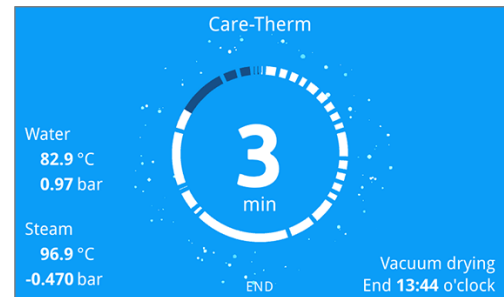 Care-Therm
3
min
Water
82.9 °C
0.97 bar
Steam
96.9 °C
-0.470 bar
END
Vacuum drying
End 13:44 o'clock